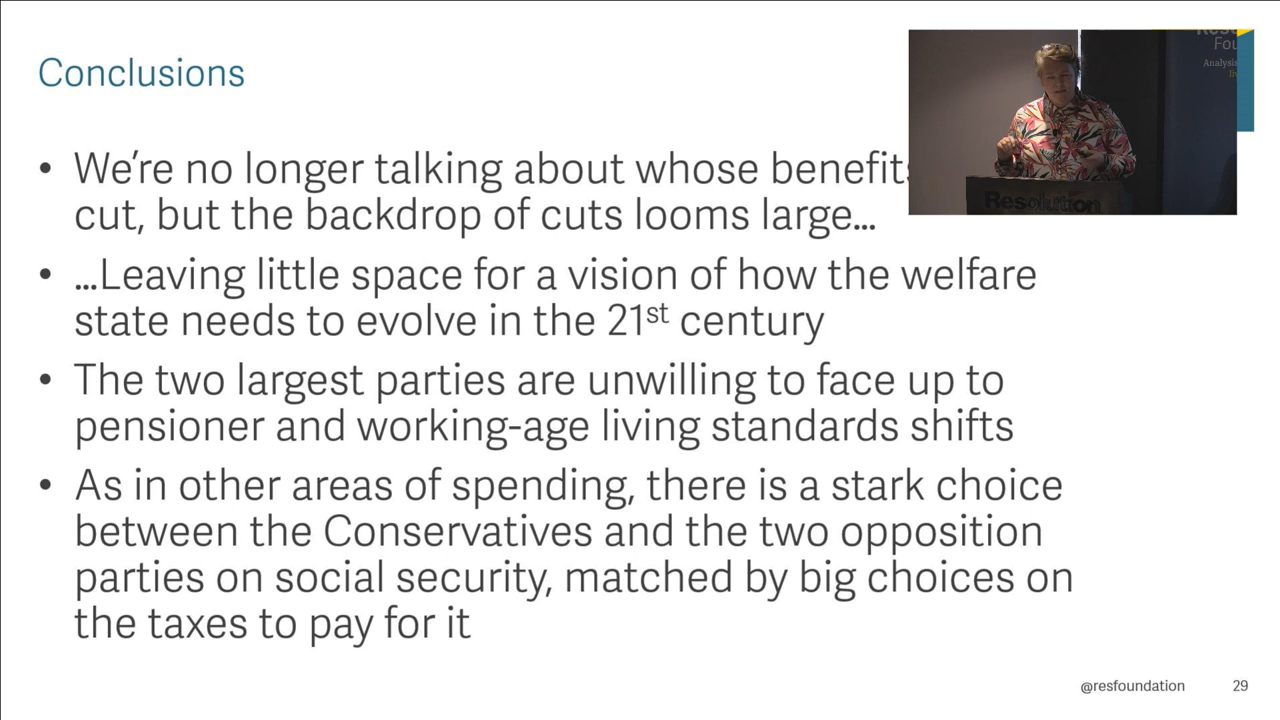 Conclusions
• We're no longer talking about whose benefits
cut, but the backdrop of cuts looms large...
• ...Leaving little space for a vision of how the welfare
state needs to evolve in the 21st century
• The two largest parties are unwilling to face up to
pensioner and working-age living standards shifts
• As in other areas of spending, there is a stark choice
between the Conservatives and the two opposition
parties on social security, matched by big choices on
the taxes to pay for it
Fou
Analysis
Resolution
@resfoundation
29